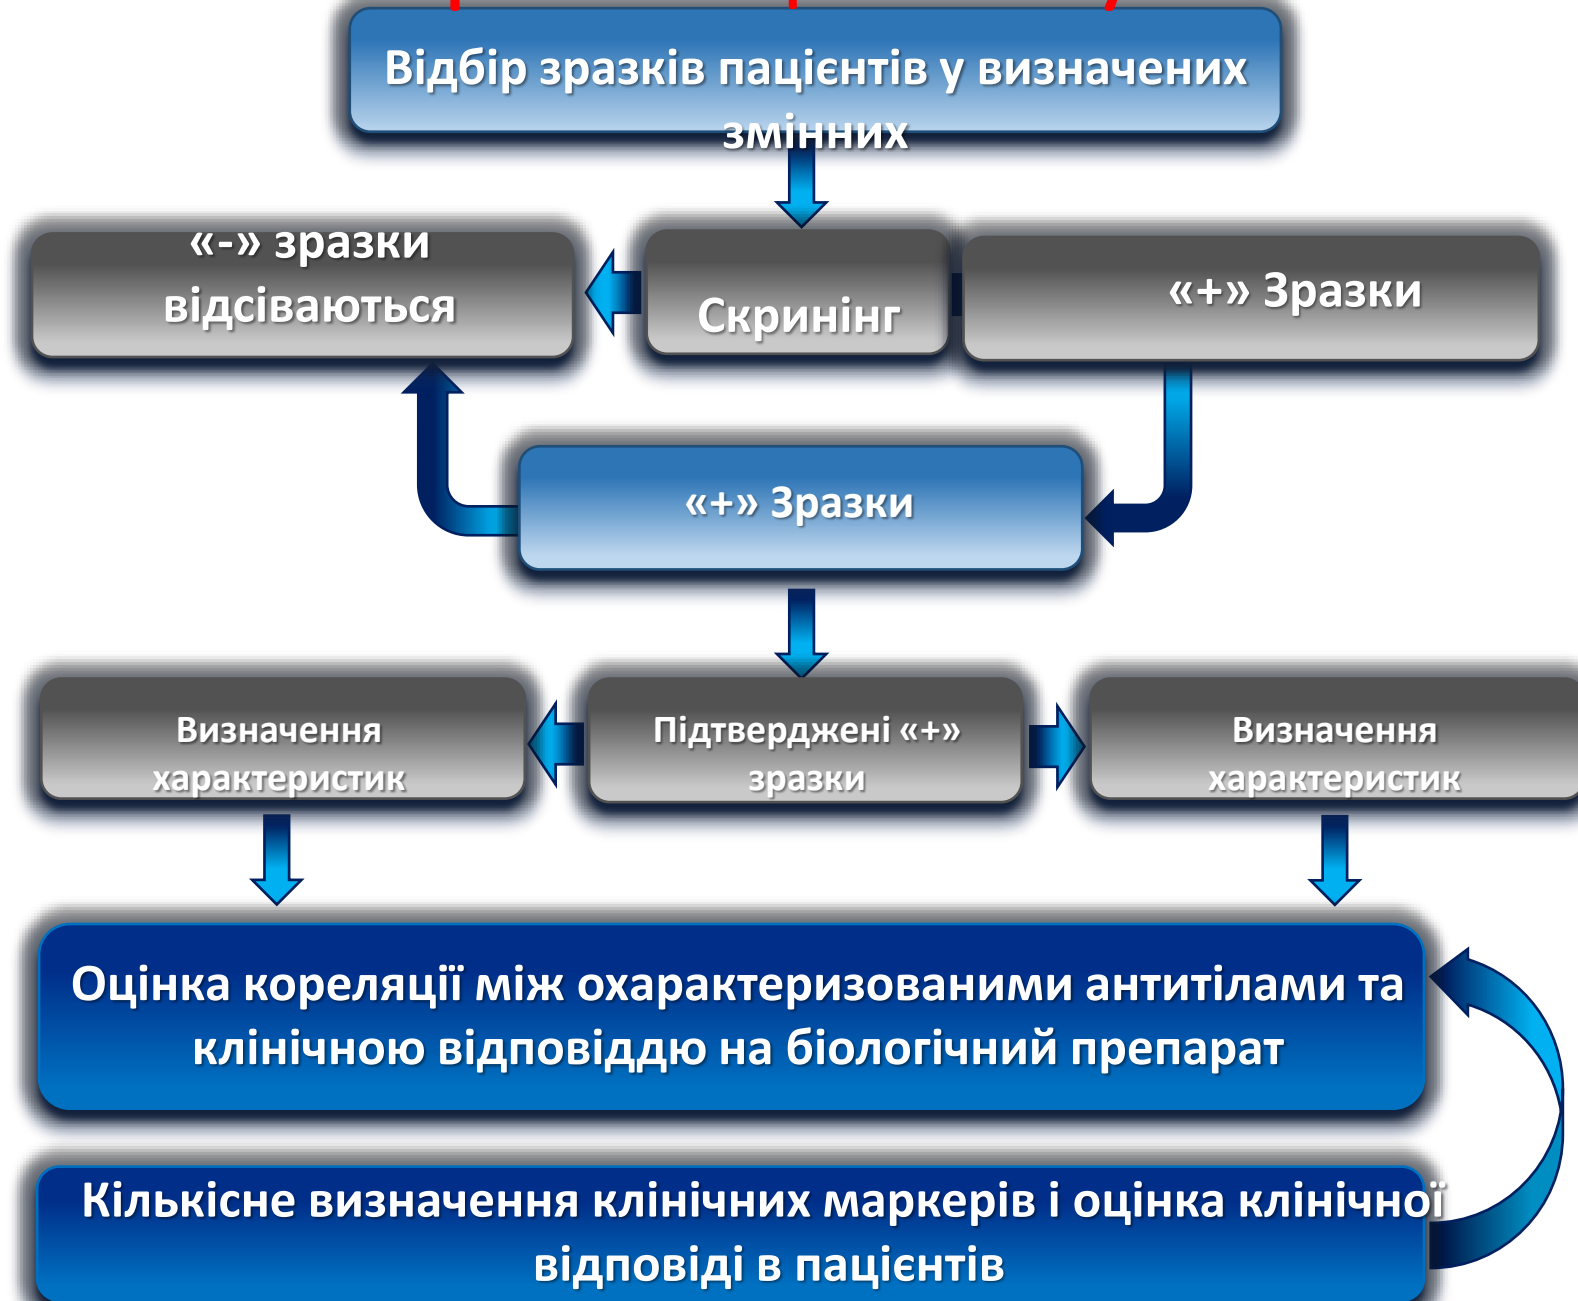 Відбір зразків пацієнтів у визначених
змінних
«-» зразки
відсіваються
Скринінг
«+» Зразки
«+» Зразки
Визначення
характеристик
Підтверджені «+»
зразки
Визначення
характеристик
Оцінка кореляції між охарактеризованими антитілами та
клінічною відповіддю на біологічний препарат
Кількісне визначення клінічних маркерів і оцінка клінічної
відповіді в пацієнтів